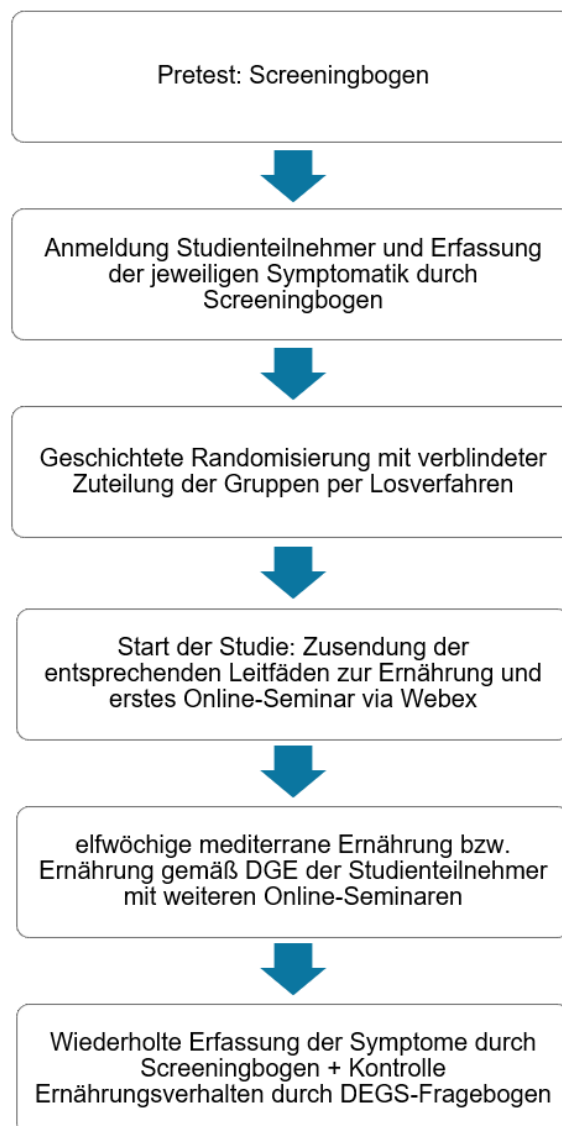 Pretest: Screeningbogen
Anmeldung Studienteilnehmer und Erfassung
der jeweiligen Symptomatik durch
Screeningbogen
Geschichtete Randomisierung mit verblindeter
Zuteilung der Gruppen per Losverfahren
Start der Studie: Zusendung der
entsprechenden Leitfäden zur Ernährung und
erstes Online-Seminar via Webex
elfwöchige mediterrane Ernährung bzw.
Ernährung gemäß DGE der Studienteilnehmer
mit weiteren Online-Seminaren
Wiederholte Erfassung der Symptome durch
Screeningbogen + Kontrolle
Ernährungsverhalten durch DEGS-Fragebogen